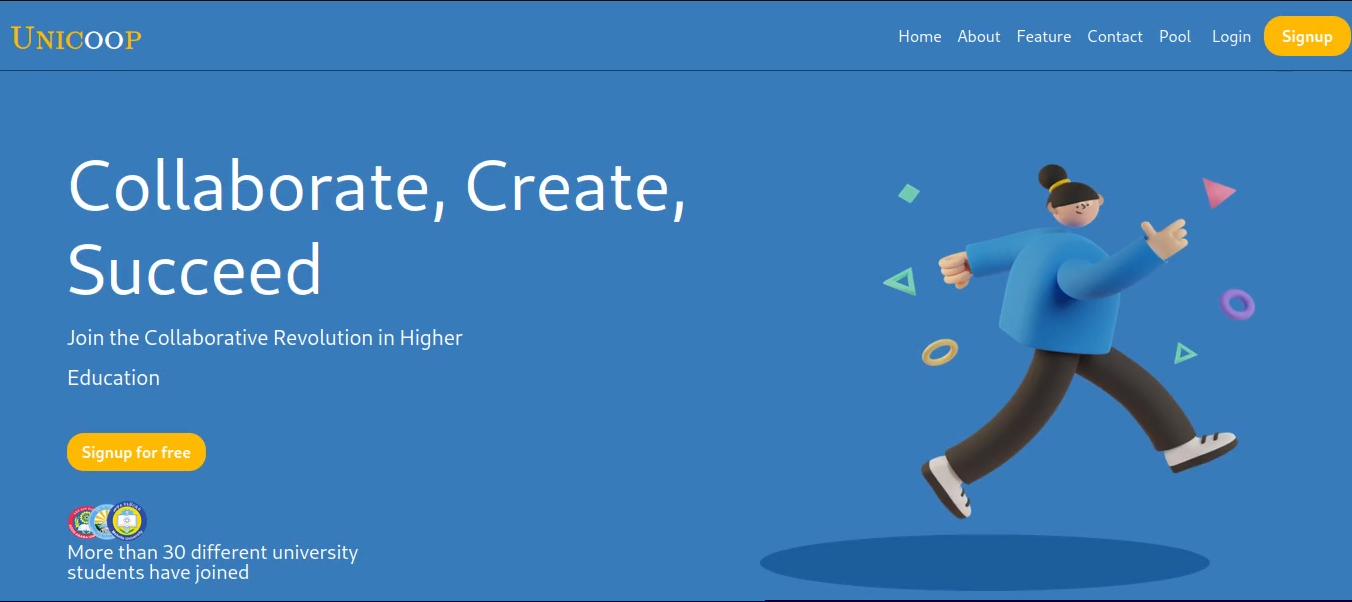 UNICOOP
Home About Feature Contact Pool Login Signup
Collaborate, Create,
Succeed
Join the Collaborative Revolution in Higher
Education
Signup for free
More than 30 different university
students have joined